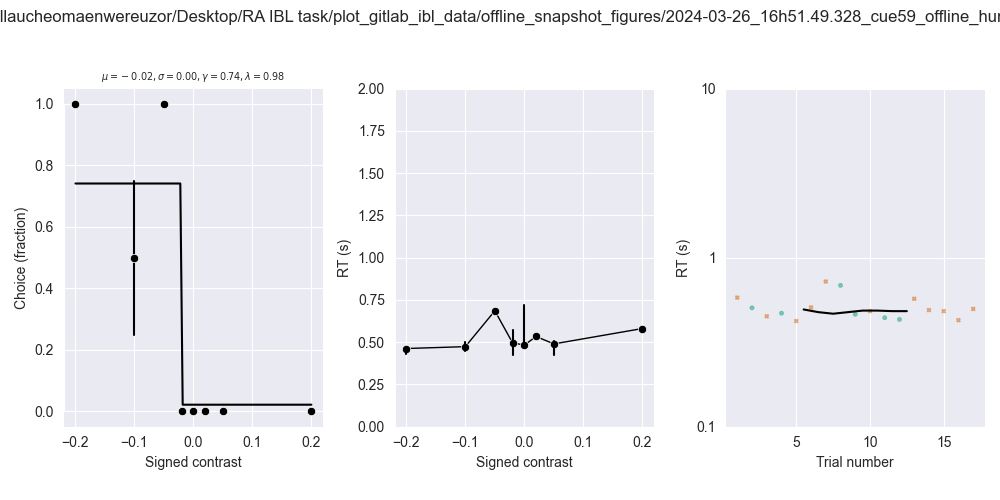 llaucheomaenwereuzor/Desktop/RA IBL task/plot_gitlab_ibl_data/offline_snapshot_figures/2024-03-26_16h51.49.328_cue59_offline_hur
μ = −0.02, σ = 0.00, γ = 0.74, λ = 0.98
Choice (fraction)
1.0
0.8
0.6
0.4
0.2
0.0
−0.2 −0.1 0.0 0.1 0.2
Signed contrast
RT (s)
2.00
1.75
1.50
1.25
1.00
0.75
0.50
0.25
0.00
−0.2 −0.1 0.0 0.1 0.2
Signed contrast
RT (s)
10
1
0.1
5 10 15
Trial number